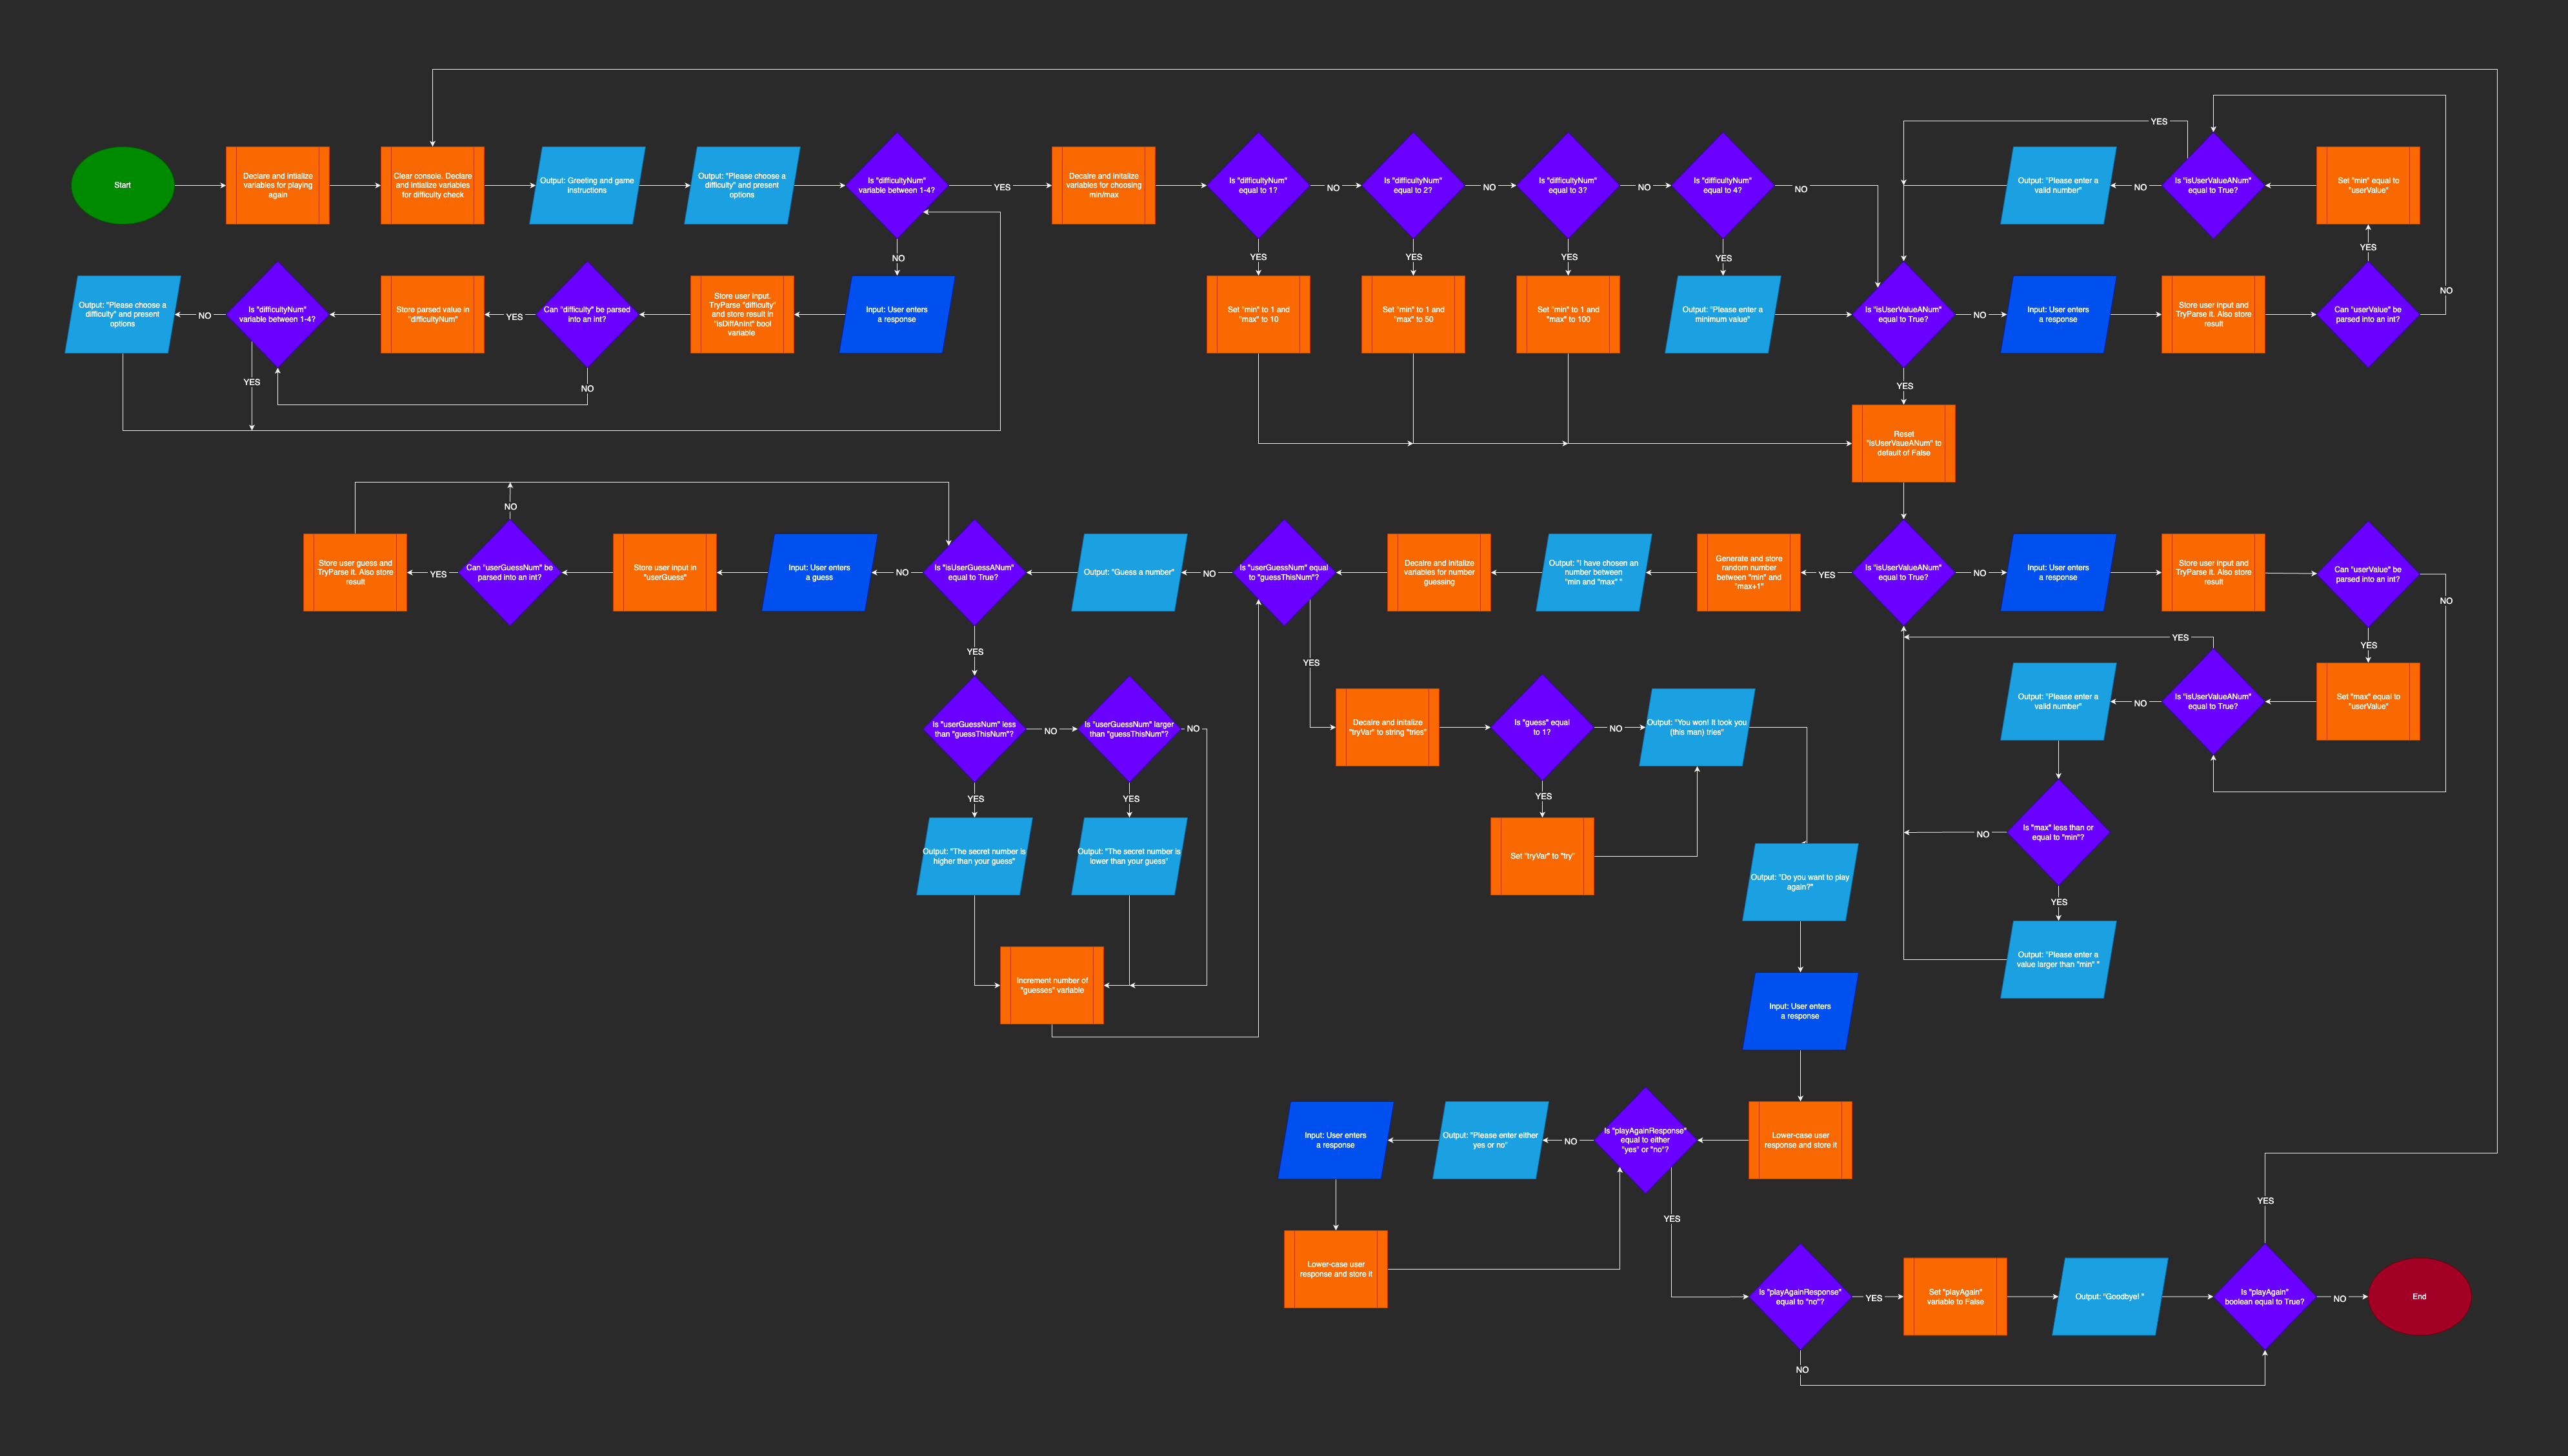 YES
Start
Declare and intialize
variables for playing
again
Clear console. Declare
and intialize variables
for difficulty check
Output: Greeting and game
instructions
Output: "Please choose a
difficulty" and present
options
Is "difficultyNum"
variable between 1-4?
YES
Decalre and initalize
variables for choosing
min/max
Is "difficultyNum"
equal to 1?
NO
Is "difficultyNum"
equal to 2?
NO
Is "difficultyNum"
equal to 3?
NO
Is "difficultyNum"
equal to 4?
NO
Output: "Please enter a
valid number"
NO
Is "isUserValueANum"
equal to True?
Set "min" equal to
"userValue"
NO
YES
YES
YES
YES
YES
NO
Output: "Please choose a
difficulty" and present
options
NO
Is "difficultyNum"
variable between 1-4?
Store parsed value in
"difficultyNum"
YES
Can "difficulty" be parsed
into an int?
Store user input.
TryParse "difficulty"
and store result in
"isDiffAnInt" bool
variable
Input: User enters
a response
Set "min" to 1 and
"max" to 10
Set "min" to 1 and
"max" to 50
Set "min" to 1 and
"max" to 100
Output: "Please enter a
minimum value"
Is "isUserValueANum"
equal to True?
NO
Input: User enters
a response
Store user input and
TryParse it. Also store
result
Can "userValue" be
parsed into an int?
YES
NO
YES
Reset
"isUserVaueANum" to
default of False
NO
Store user guess and
TryParse it. Also store
result
YES
Can "userGuessNum" be
parsed into an int?
Store user input in
"userGuess"
Input: User enters
a guess
NO
Is "isUserGuessANum"
equal to True?
Output: "Guess a number"
NO
Is "userGuessNum" equal
to "guessThisNum"?
Decalre and initalize
variables for number
guessing
Output: "I have chosen an
number between
"min and "max" "
Generate and store
random number
between "min" and
"max+1"
YES
Is "isUserValueANum"
equal to True?
NO
Input: User enters
a response
Store user input and
TryParse it. Also store
result
Can "userValue" be
parsed into an int?
NO
YES
YES
YES
YES
Is "userGuessNum" less
than "guessThisNum"?
NO
Is "userGuessNum" larger
than "guessThisNum"?
NO
Decalre and initalize
"tryVar" to string "tries"
Is "guess" equal
to 1?
NO
Output: "You won! It took you
(this man) tries"
Output: "Please enter a
valid number"
NO
Is "isUserValueANum"
equal to True?
Set "max" equal to
"userValue"
YES
YES
YES
Output: "The secret number is
higher than your guess"
Output: "The secret number is
lower than your guess"
Set "tryVar" to "try"
NO
Is "max" less than or
equal to "min"?
Output: "Do you want to play
again?"
YES
Increment number of
"guesses" variable
Output: "Please enter a
value larger than "min" "
Input: User enters
a response
Input: User enters
a response
Output: "Please enter either
yes or no"
NO
Is "playAgainResponse"
equal to either
"yes" or "no"?
Lower-case user
response and store it
YES
YES
Lower-case user
response and store it
Is "playAgainResponse"
equal to "no"?
YES
Set "playAgain"
variable to False
Output: "Goodbye! "
Is "playAgain"
boolean equal to True?
NO
End
NO